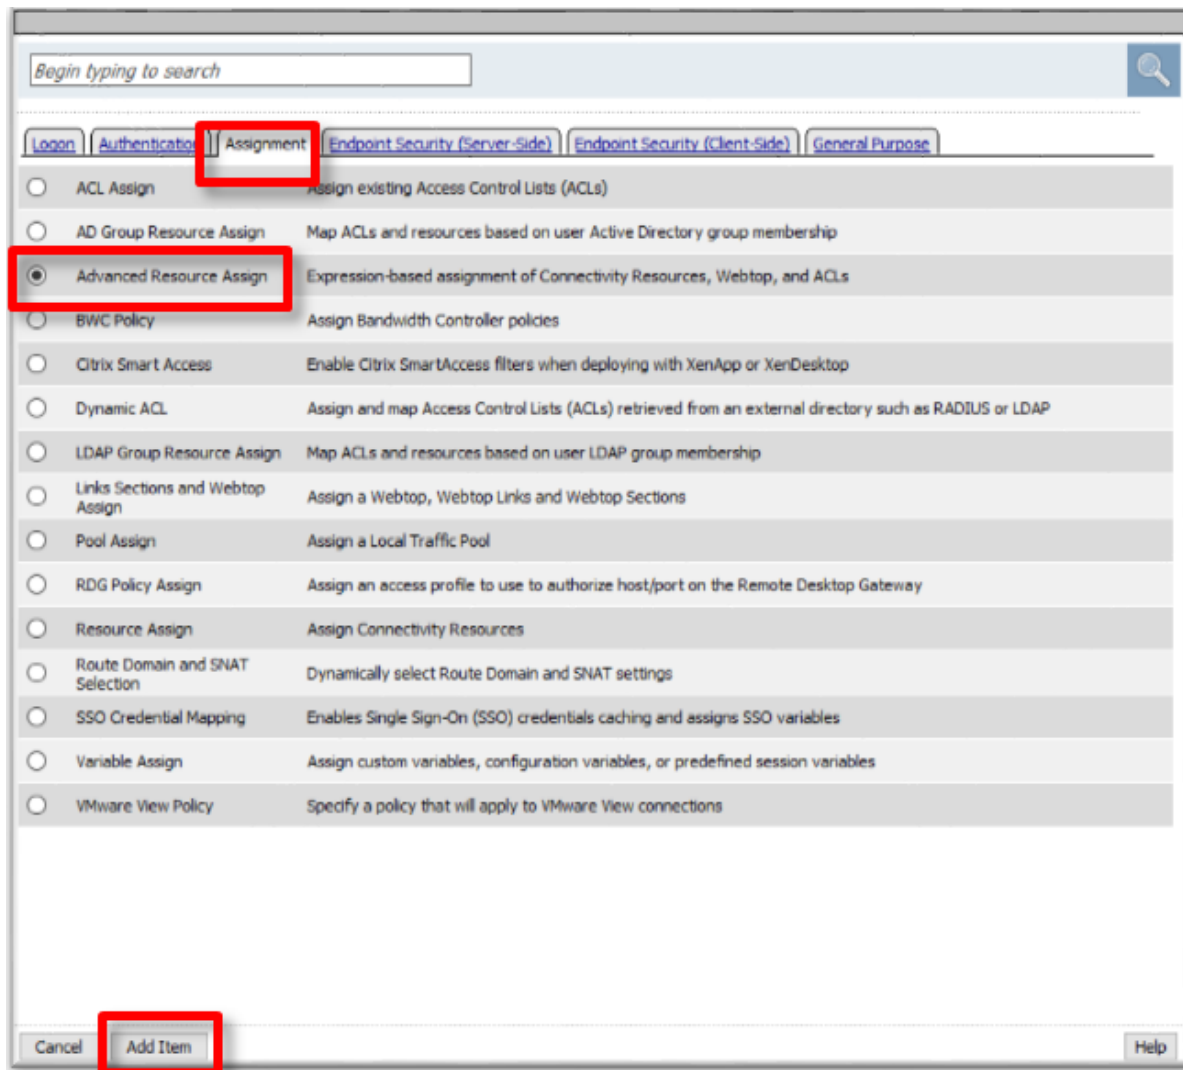 Begin typing to search
Logon Authentication Assignment Endpoint Security (Server-Side) Endpoint Security (Client-Side) General Purpose
ACL Assign Assign existing Access Control Lists (ACLs)
AD Group Resource Assign Map ACLs and resources based on user Active Directory group membership
Advanced Resource Assign Expression-based assignment of Connectivity Resources, Webtop, and ACLs
BWC Policy Assign Bandwidth Controller policies
Citrix Smart Access Enable Citrix SmartAccess filters when deploying with XenApp or XenDesktop
Dynamic ACL Assign and map Access Control Lists (ACLs) retrieved from an external directory such as RADIUS or LDAP
LDAP Group Resource Assign Map ACLs and resources based on user LDAP group membership
Links Sections and Webtop
Assign Assign a Webtop, Webtop Links and Webtop Sections
Pool Assign Assign a Local Traffic Pool
RDG Policy Assign Assign an access profile to use to authorize host/port on the Remote Desktop Gateway
Resource Assign Assign Connectivity Resources
Route Domain and SNAT
Selection Dynamically select Route Domain and SNAT settings
SSO Credential Mapping Enables Single Sign-On (SSO) credentials caching and assigns SSO variables
Variable Assign Assign custom variables, configuration variables, or predefined session variables
VMware View Policy Specify a policy that will apply to VMware View connections
Cancel Add Item Help